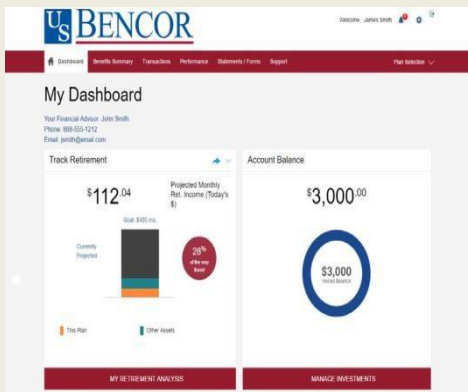 US BENCOR
Welcome, James Smith
Dashboard Benefits Summary Transactions Performance Statements / Forms Support Plan Selection
My Dashboard
Your Financial Advisor: John Smith
Phone: 888-555-1212
Email: jsmith@email.com
Track Retirement
$112.04
Projected Monthly
Ret. Income (Today's
$)
Goal: $400 mo.
Currently
Projected
28%
of the way
there!
This Plan Other Assets
MY RETIREMENT ANALYSIS
Account Balance
$3,000.00
$3,000
Vested Balance
MANAGE INVESTMENTS